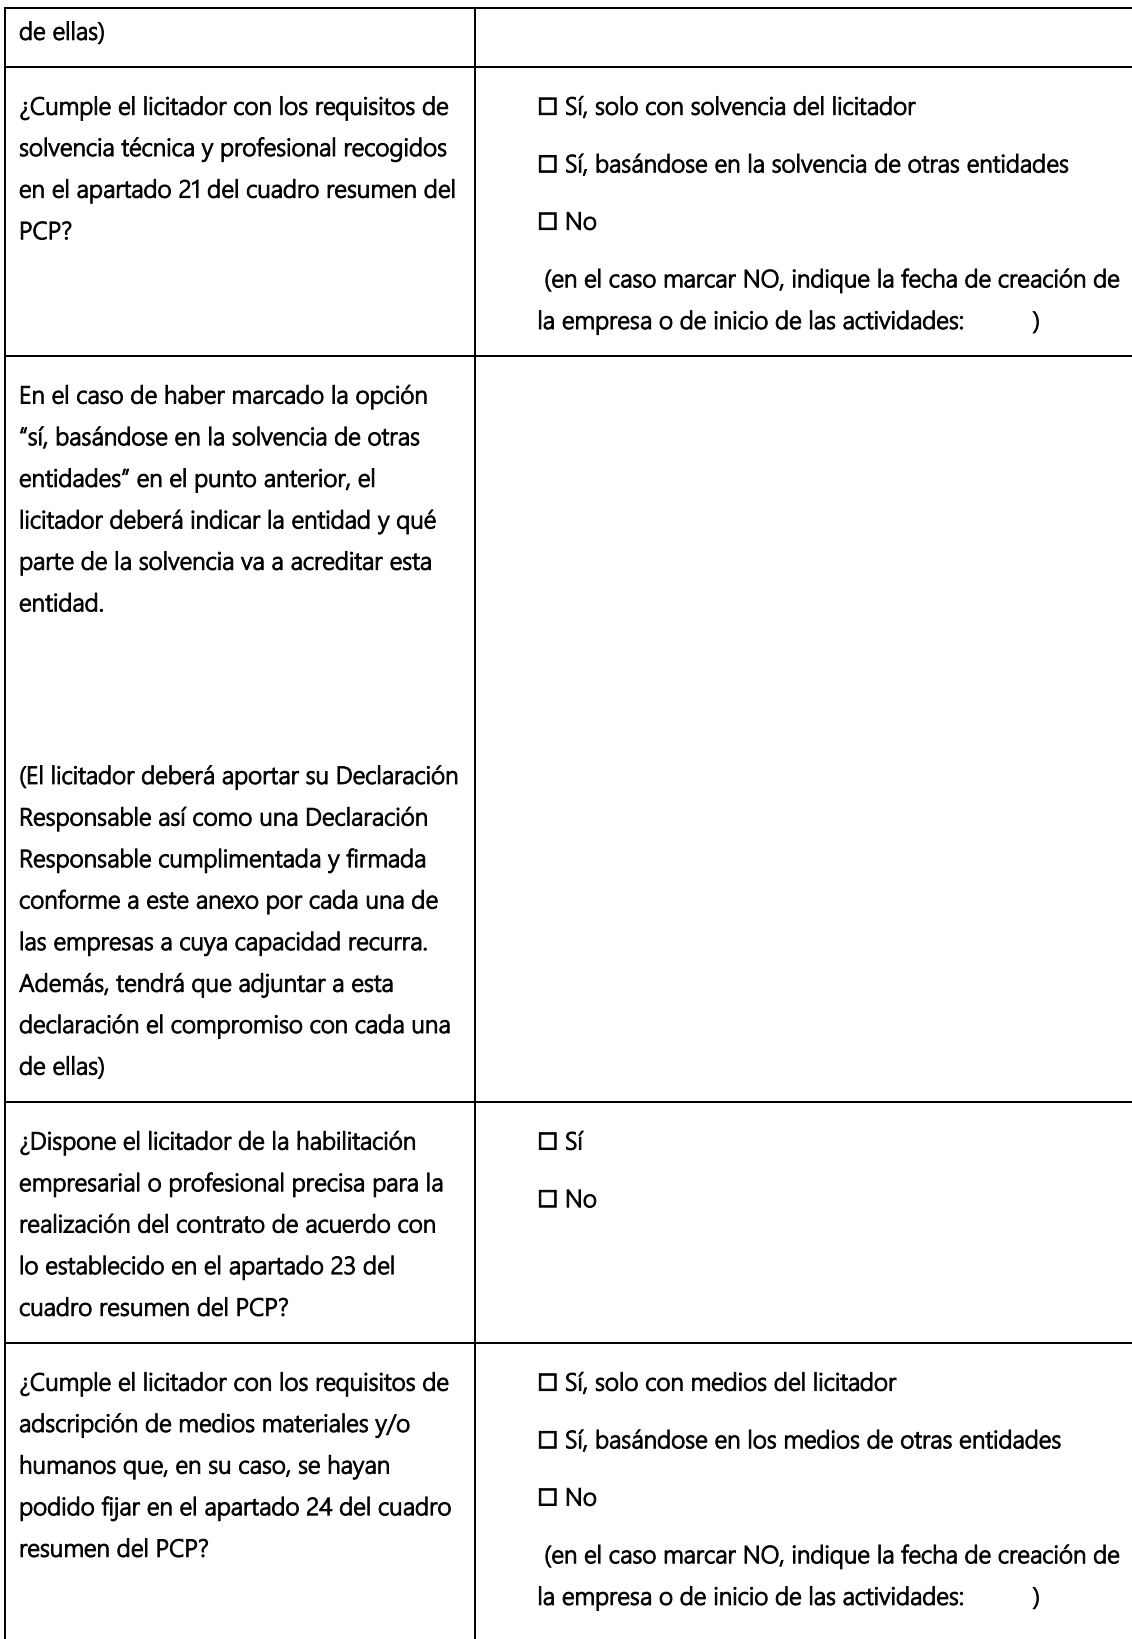 de ellas)
¿Cumple el licitador con los requisitos de
solvencia técnica y profesional recogidos
en el apartado 21 del cuadro resumen del
PCP?
☐ Sí, solo con solvencia del licitador
☐ Sí, basándose en la solvencia de otras entidades
☐ No
(en el caso marcar NO, indique la fecha de creación de
la empresa o de inicio de las actividades: )
En el caso de haber marcado la opción
“sí, basándose en la solvencia de otras
entidades” en el punto anterior, el
licitador deberá indicar la entidad y qué
parte de la solvencia va a acreditar esta
entidad.
(El licitador deberá aportar su Declaración
Responsable así como una Declaración
Responsable cumplimentada y firmada
conforme a este anexo por cada una de
las empresas a cuya capacidad recurra.
Además, tendrá que adjuntar a esta
declaración el compromiso con cada una
de ellas)
¿Dispone el licitador de la habilitación
empresarial o profesional precisa para la
realización del contrato de acuerdo con
lo establecido en el apartado 23 del
cuadro resumen del PCP?
☐ Sí
☐ No
¿Cumple el licitador con los requisitos de
adscripción de medios materiales y/o
humanos que, en su caso, se hayan
podido fijar en el apartado 24 del cuadro
resumen del PCP?
☐ Sí, solo con medios del licitador
☐ Sí, basándose en los medios de otras entidades
☐ No
(en el caso marcar NO, indique la fecha de creación de
la empresa o de inicio de las actividades: )